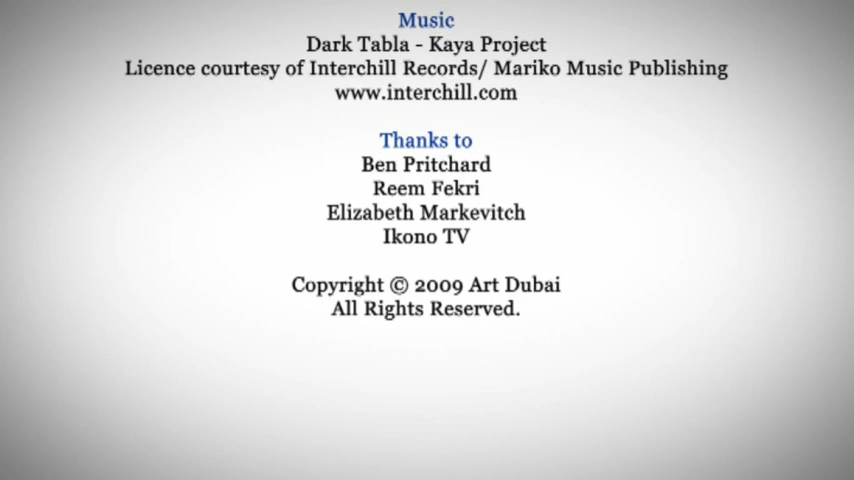 Music
Dark Tabla - Kaya Project
Licence courtesy of Interchill Records/ Mariko Music Publishing
www.interchill.com
Thanks to
Ben Pritchard
Reem Fekri
Elizabeth Markevitch
Ikono TV
Copyright © 2009 Art Dubai
All Rights Reserved.